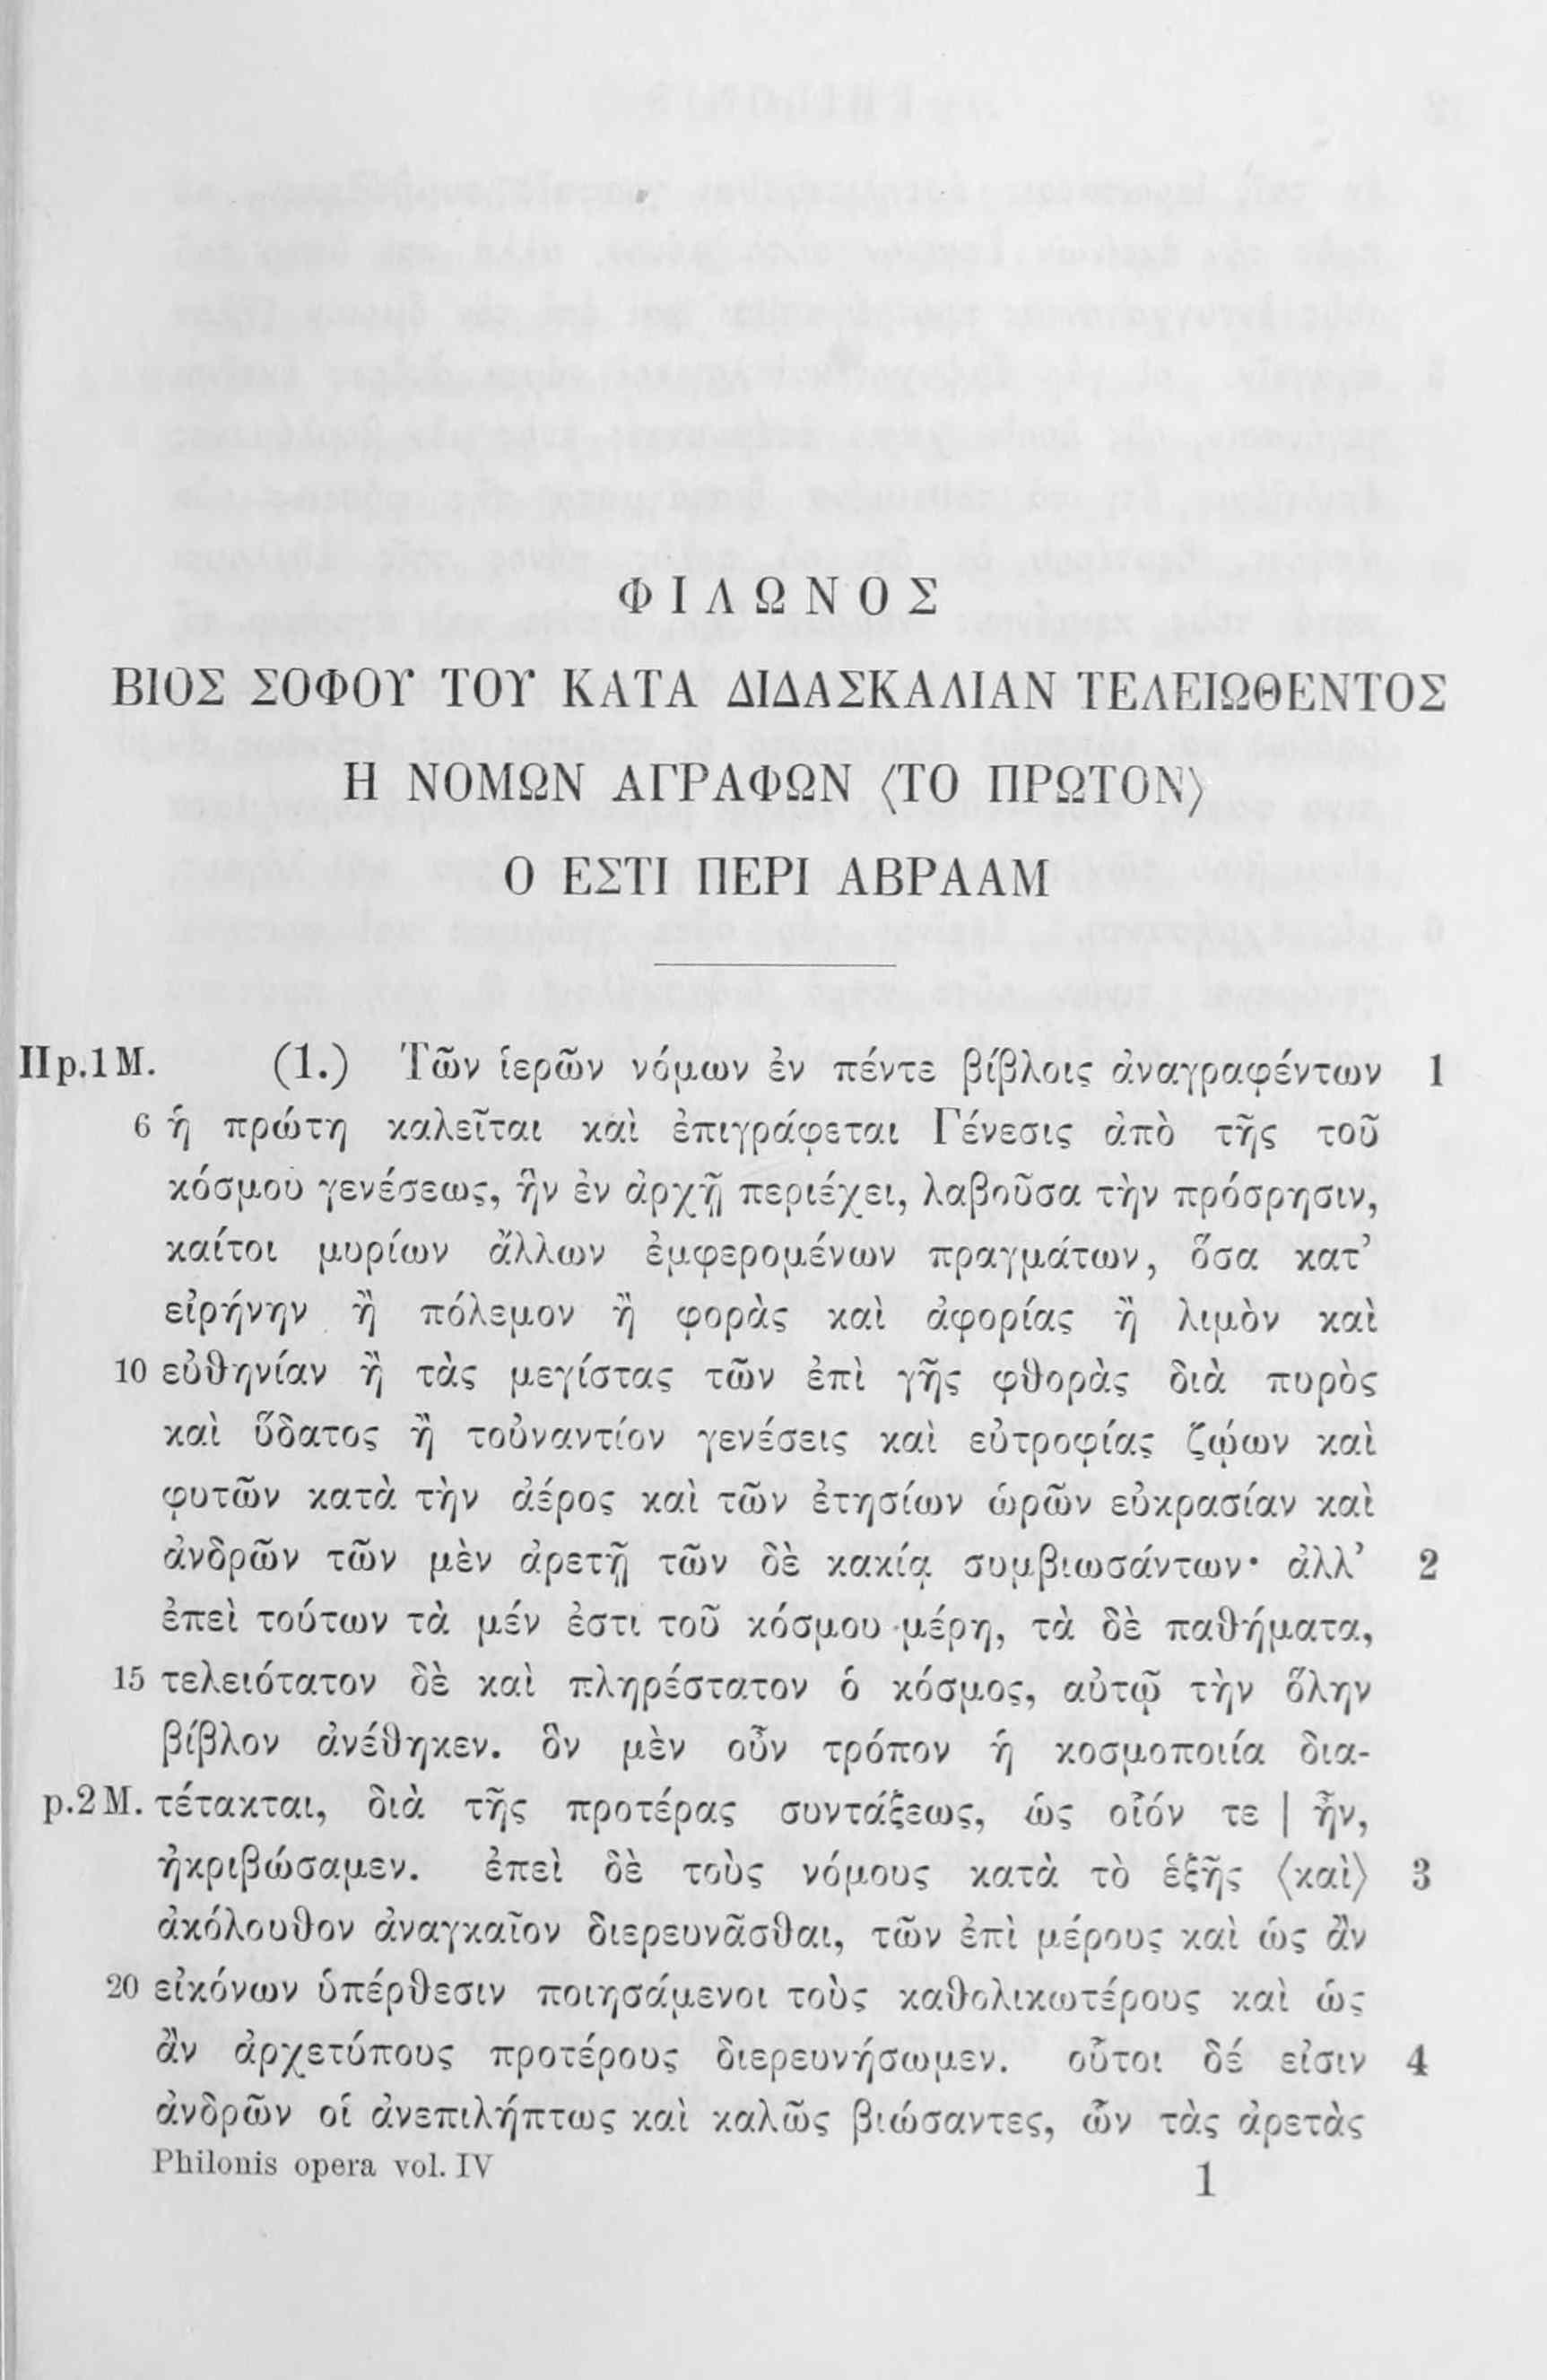 ΦΙΛΩΝΟΣ
ΒΙΟΣ ΣΟΦΟΥ ΤΟΥ ΚΑΤΑ ΔΙΔΑΣΚΑΛΙΑΝ ΤΕΛΕΙΩΘΕΝΤΟΣ
Η ΝΟΜΩΝ ΑΓΡΑΦΩΝ ⟨ΤΟ ΠΡΩΤΟΝ⟩
Ο ΕΣΤΙ ΠΕΡΙ ΑΒΡΑΑΜ
II p. 1 M. (1.) Τῶν ἱερῶν νόμων ἐν πέντε βίβλοις ἀναγραφέντων 1
6 ἡ πρώτη καλεῖται καὶ ἐπιγράφεται Γένεσις ἀπὸ τῆς τοῦ
κόσμου γενέσεως, ἣν ἐν ἀρχῇ περιέχει, λαβοῦσα τὴν πρόσρησιν,
καίτοι μυρίων ἄλλων ἐμφερομένων πραγμάτων, ὅσα κατ’
εἰρήνην ἢ πόλεμον ἢ φορὰς καὶ ἀφορίας ἢ λιμὸν καὶ
10 εὐθηνίαν ἢ τὰς μεγίστας τῶν ἐπὶ γῆς φθορὰς διὰ πυρὸς
καὶ ὕδατος ἢ τοὐναντίον γενέσεις καὶ εὐτροφίας ζῴων καὶ
φυτῶν κατὰ τὴν ἀέρος καὶ τῶν ἐτησίων ὡρῶν εὐκρασίαν καὶ
ἀνδρῶν τῶν μὲν ἀρετῇ τῶν δὲ κακίᾳ συμβιωσάντων· ἀλλ’ 2
ἐπεὶ τούτων τὰ μέν ἐστι τοῦ κόσμου μέρη, τὰ δὲ παθήματα,
15 τελειότατον δὲ καὶ πληρέστατον ὁ κόσμος, αὐτῷ τὴν ὅλην
βίβλον ἀνέθηκεν. ὃν μὲν οὖν τρόπον ἡ κοσμοποιία δια-
p. 2 M. τέτακται, διὰ τῆς προτέρας συντάξεως, ὡς οἷόν τε | ἦν,
ἠκριβώσαμεν. ἐπεὶ δὲ τοὺς νόμους κατὰ τὸ ἑξῆς ⟨καὶ⟩ 3
ἀκόλουθον ἀναγκαῖον διερευνᾶσθαι, τῶν ἐπὶ μέρους καὶ ὡς ἂν
20 εἰκόνων ὑπέρθεσιν ποιησάμενοι τοὺς καθολικωτέρους καὶ ὡς
ἂν ἀρχετύπους προτέρους διερευνήσωμεν. οὗτοι δέ εἰσιν 4
ἀνδρῶν οἱ ἀνεπιλήπτως καὶ καλῶς βιώσαντες, ὧν τὰς ἀρετὰς
Philonis opera vol. IV 1